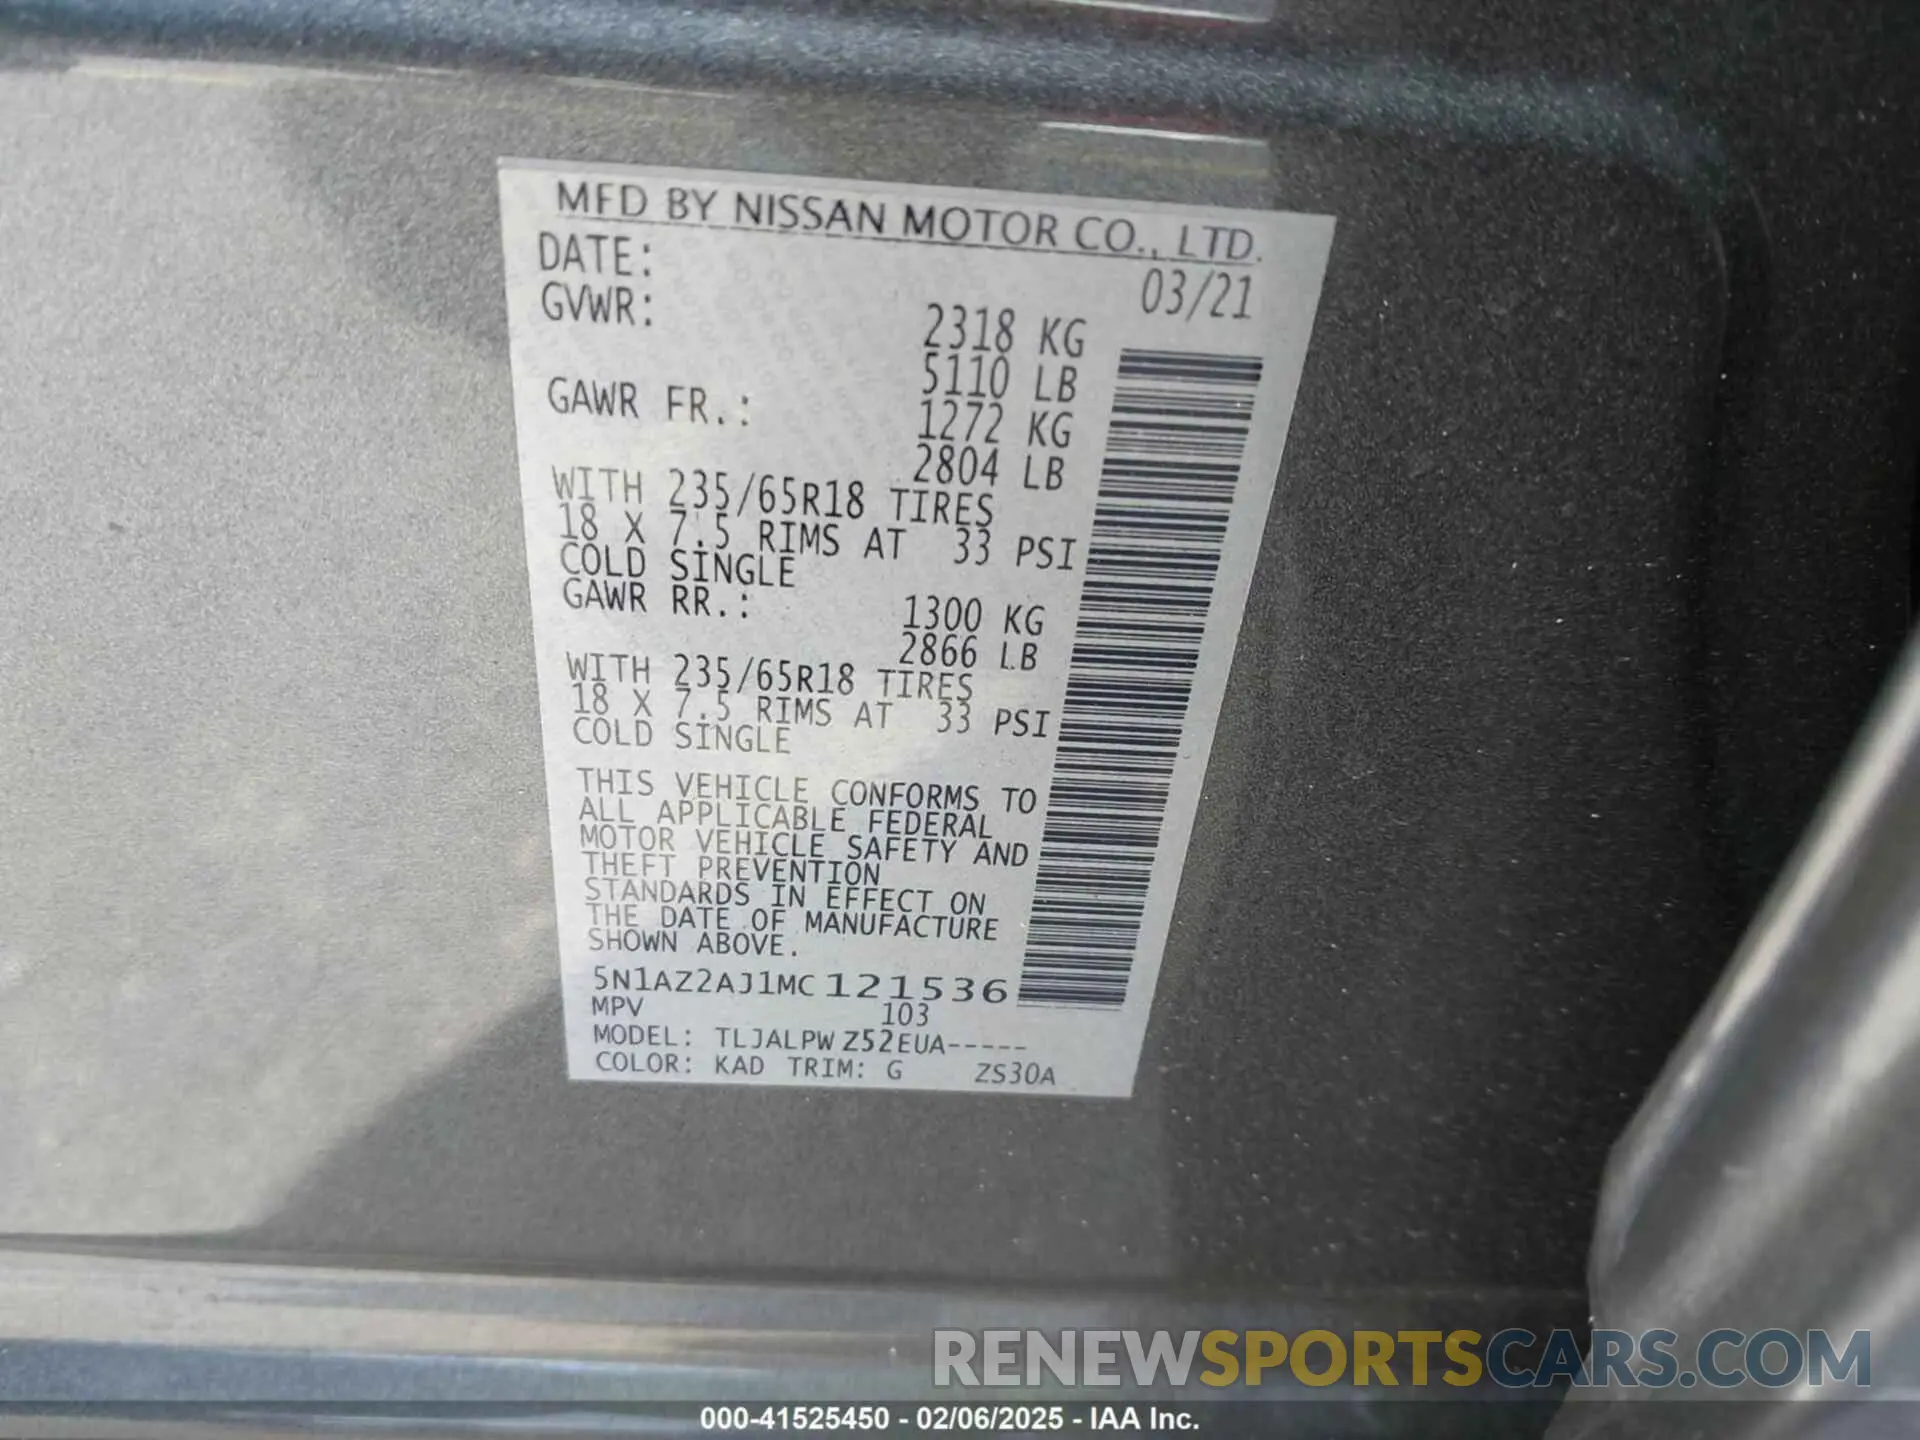 MFD BY NISSAN MOTOR CO., LTD.
DATE: 03/21
GVWR: 2318 KG
5110 LB
GAWR FR.: 1272 KG
2804 LB
WITH 235/65R18 TIRES
18 X 7.5 RIMS AT 33 PSI
COLD SINGLE
GAWR RR.: 1300 KG
2866 LB
WITH 235/65R18 TIRES
18 X 7.5 RIMS AT 33 PSI
COLD SINGLE
THIS VEHICLE CONFORMS TO
ALL APPLICABLE FEDERAL
MOTOR VEHICLE SAFETY AND
THEFT PREVENTION
STANDARDS IN EFFECT ON
THE DATE OF MANUFACTURE
SHOWN ABOVE.
5N1AZ2AJ1MC121536
MPV 103
MODEL: TLJALPW Z52EUA-----
COLOR: KAD TRIM: G ZS30A
RENEWSPORTSCARS.COM
000-41525450 - 02/06/2025 - IAA Inc.